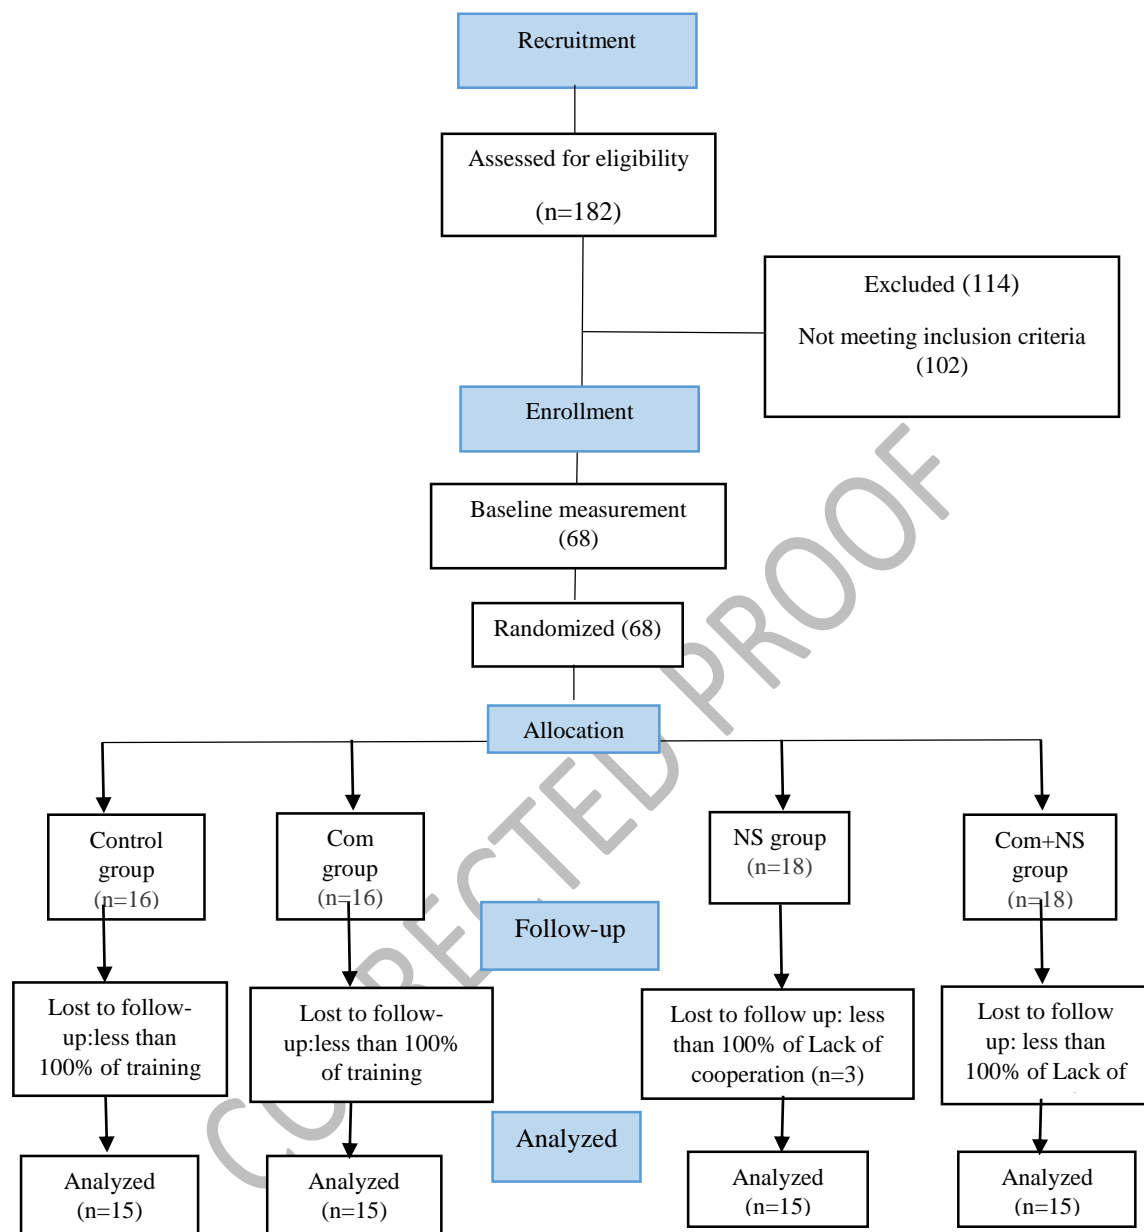 Recruitment
Assessed for eligibility
(n=182)
Excluded (114)
Not meeting inclusion criteria
(102)
Enrollment
Baseline measurement
(68)
Randomized (68)
Allocation
Control
group
(n=16)
Com
group
(n=16)
NS group
(n=18)
Com+NS
group
(n=18)
Follow-up
Lost to follow-
up:less than
100% of training
Lost to follow-
up:less than 100%
of training
Lost to follow up: less
than 100% of Lack of
cooperation (n=3)
Lost to follow
up: less than
100% of Lack of
Analyzed
Analyzed
(n=15)
Analyzed
(n=15)
Analyzed
(n=15)
Analyzed
(n=15)
CORRECTED PROOF